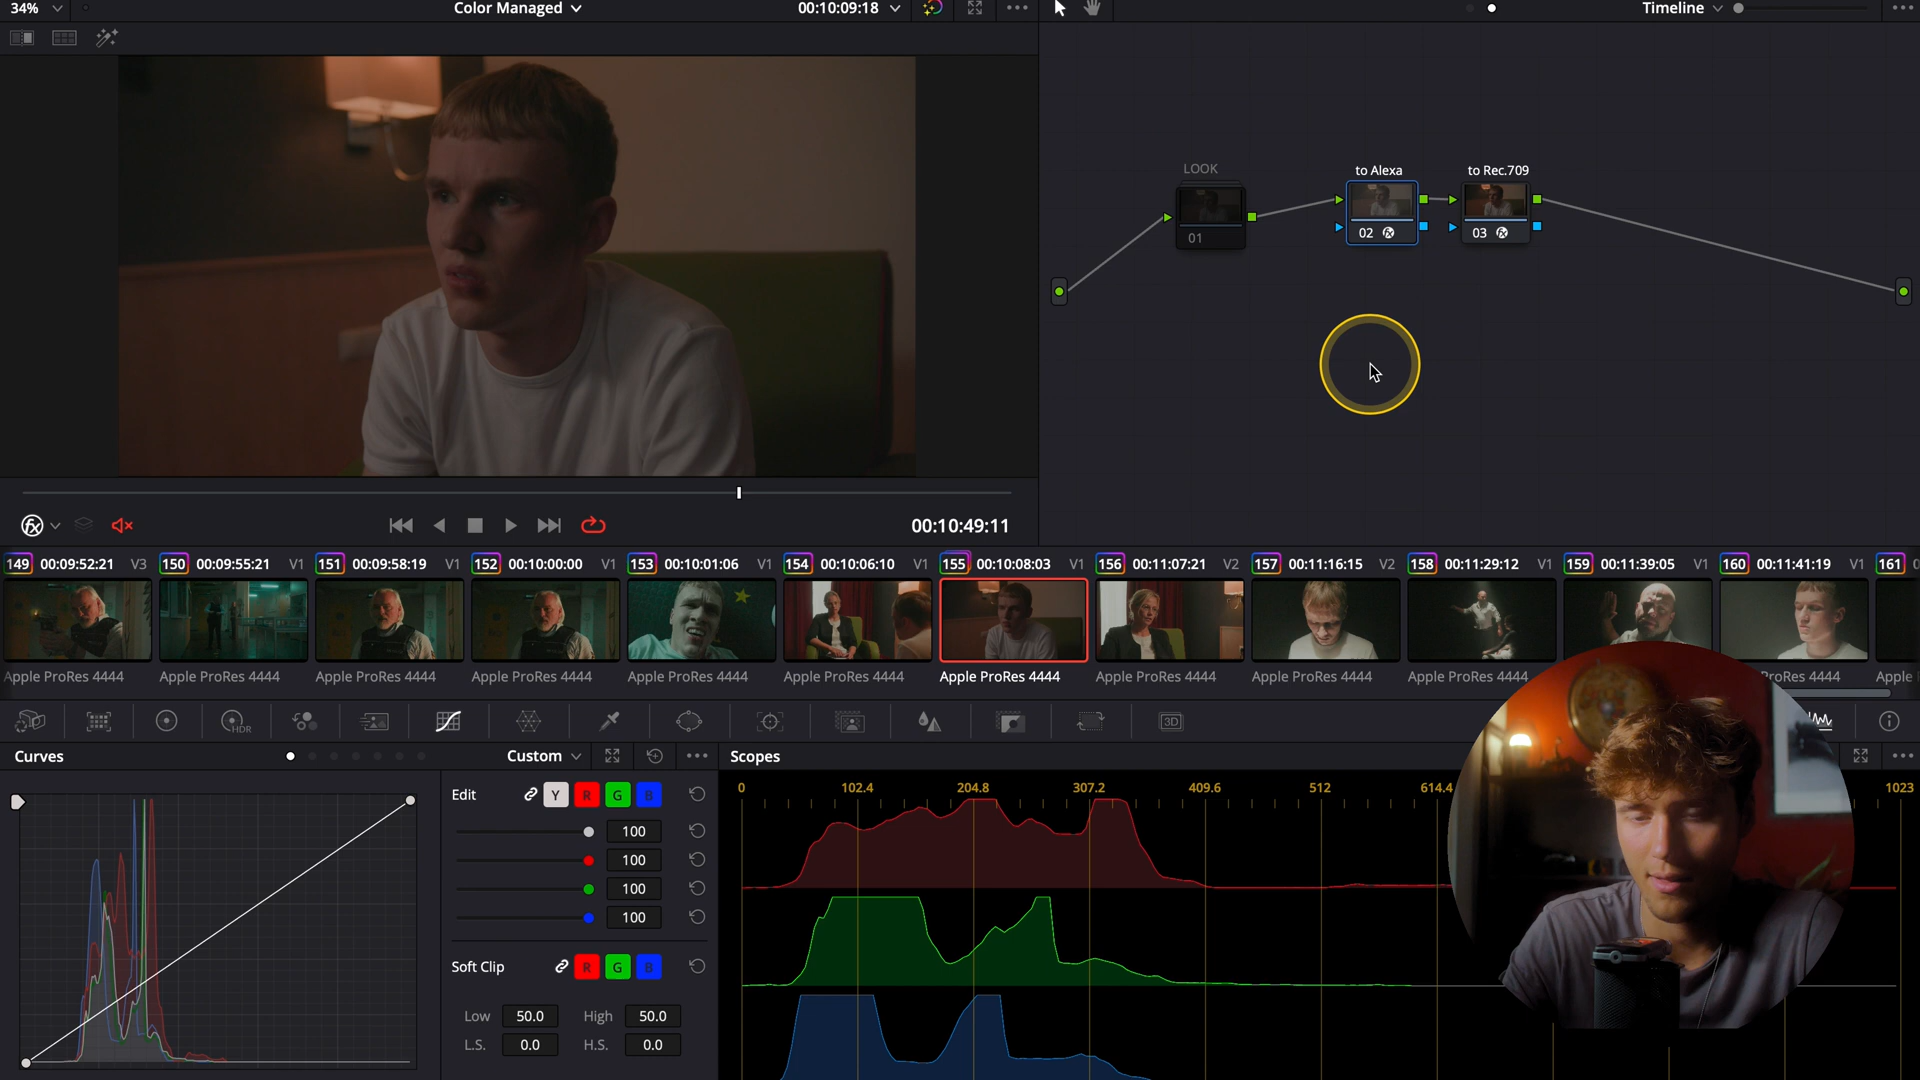 34%
Color Managed
00:10:09:18
Timeline
LOOK
to Alexa
to Rec.709
01
02
03
00:10:49:11
149 00:09:52:21 V3
150 00:09:55:21 V1
151 00:09:58:19 V1
152 00:10:00:00 V1
153 00:10:01:06 V1
154 00:10:06:10 V1
155 00:10:08:03 V1
156 00:11:07:21 V2
157 00:11:16:15 V2
158 00:11:29:12 V1
159 00:11:39:05 V1
160 00:11:41:19 V1
161
Apple ProRes 4444
Apple ProRes 4444
Apple ProRes 4444
Apple ProRes 4444
Apple ProRes 4444
Apple ProRes 4444
Apple ProRes 4444
Apple ProRes 4444
Apple ProRes 4444
Apple ProRes 4444
ProRes 4444
Apple
HDR
3D
Curves
Custom
Scopes
Edit Y R G B
100
100
100
100
Soft Clip R G B
Low 50.0 High 50.0
L.S. 0.0 H.S. 0.0
0 102.4 204.8 307.2 409.6 512 614.4 1023